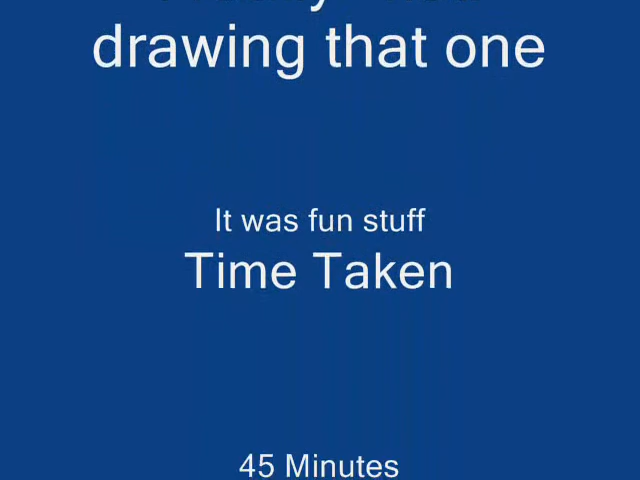 drawing that one
It was fun stuff
Time Taken
45 Minutes